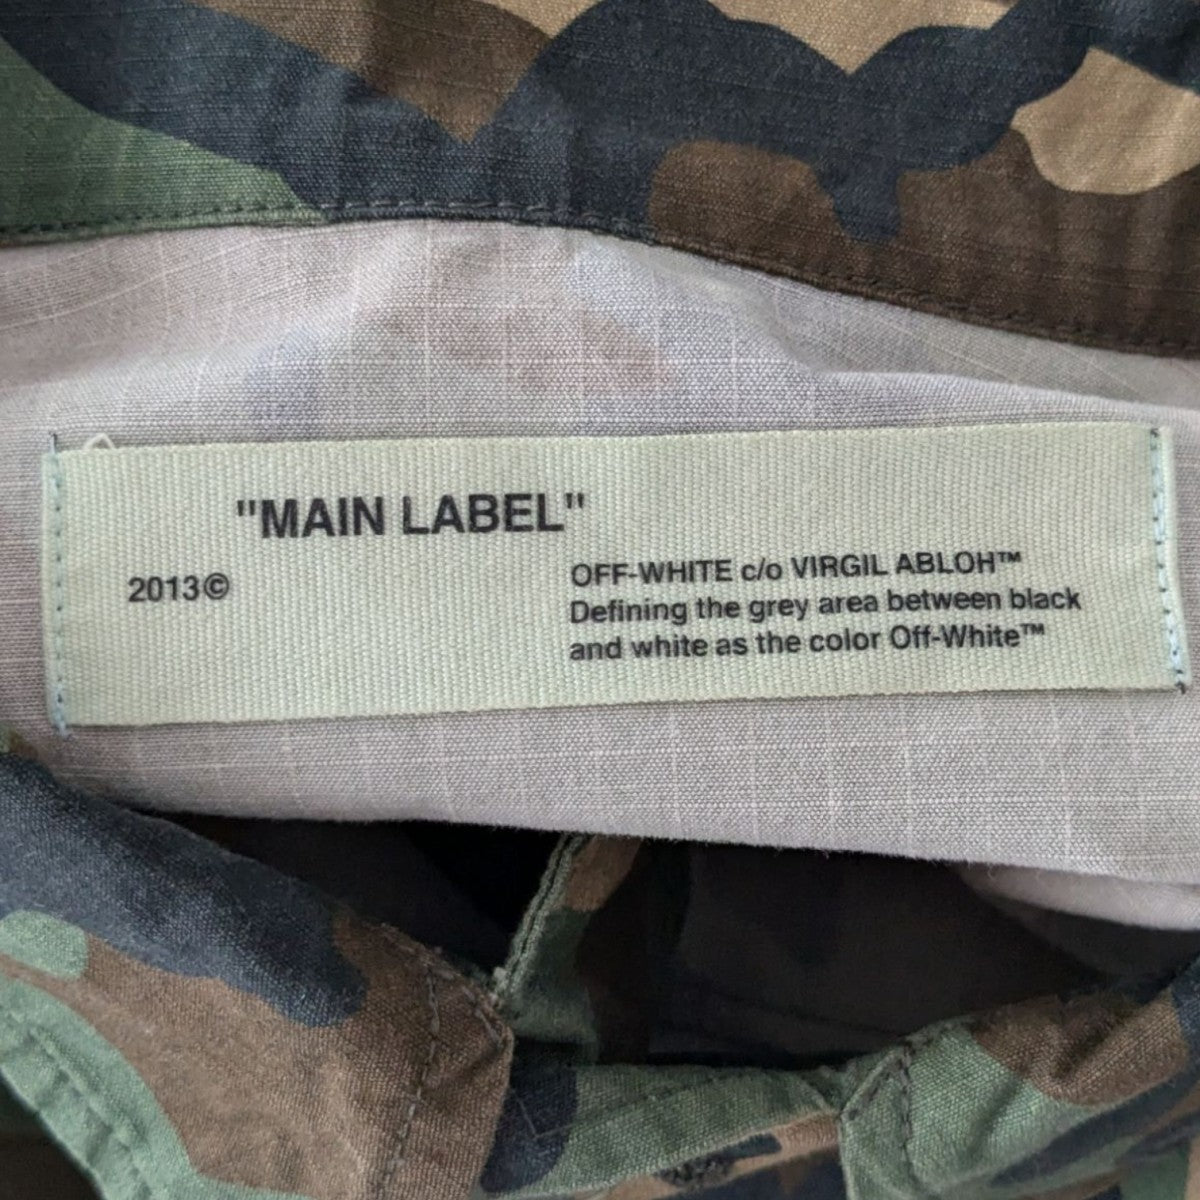 "MAIN LABEL"
2013©
OFF-WHITE c/o VIRGIL ABLOH™
Defining the grey area between black
and white as the color Off-White™